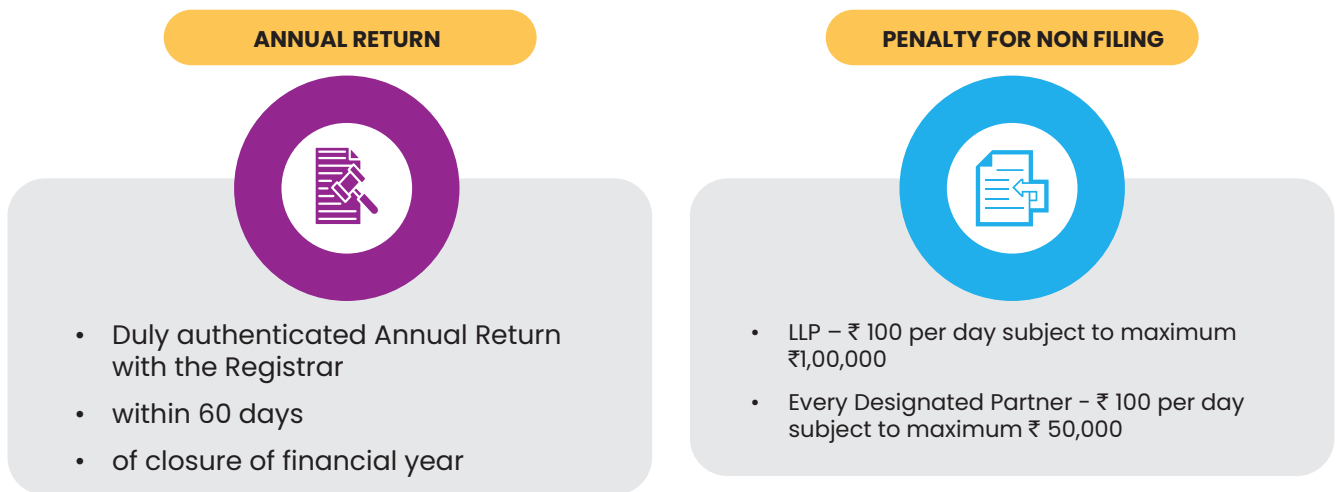 ANNUAL RETURN
• Duly authenticated Annual Return
with the Registrar
• within 60 days
• of closure of financial year
PENALTY FOR NON FILING
• LLP – ₹ 100 per day subject to maximum
₹1,00,000
• Every Designated Partner - ₹ 100 per day
subject to maximum ₹ 50,000